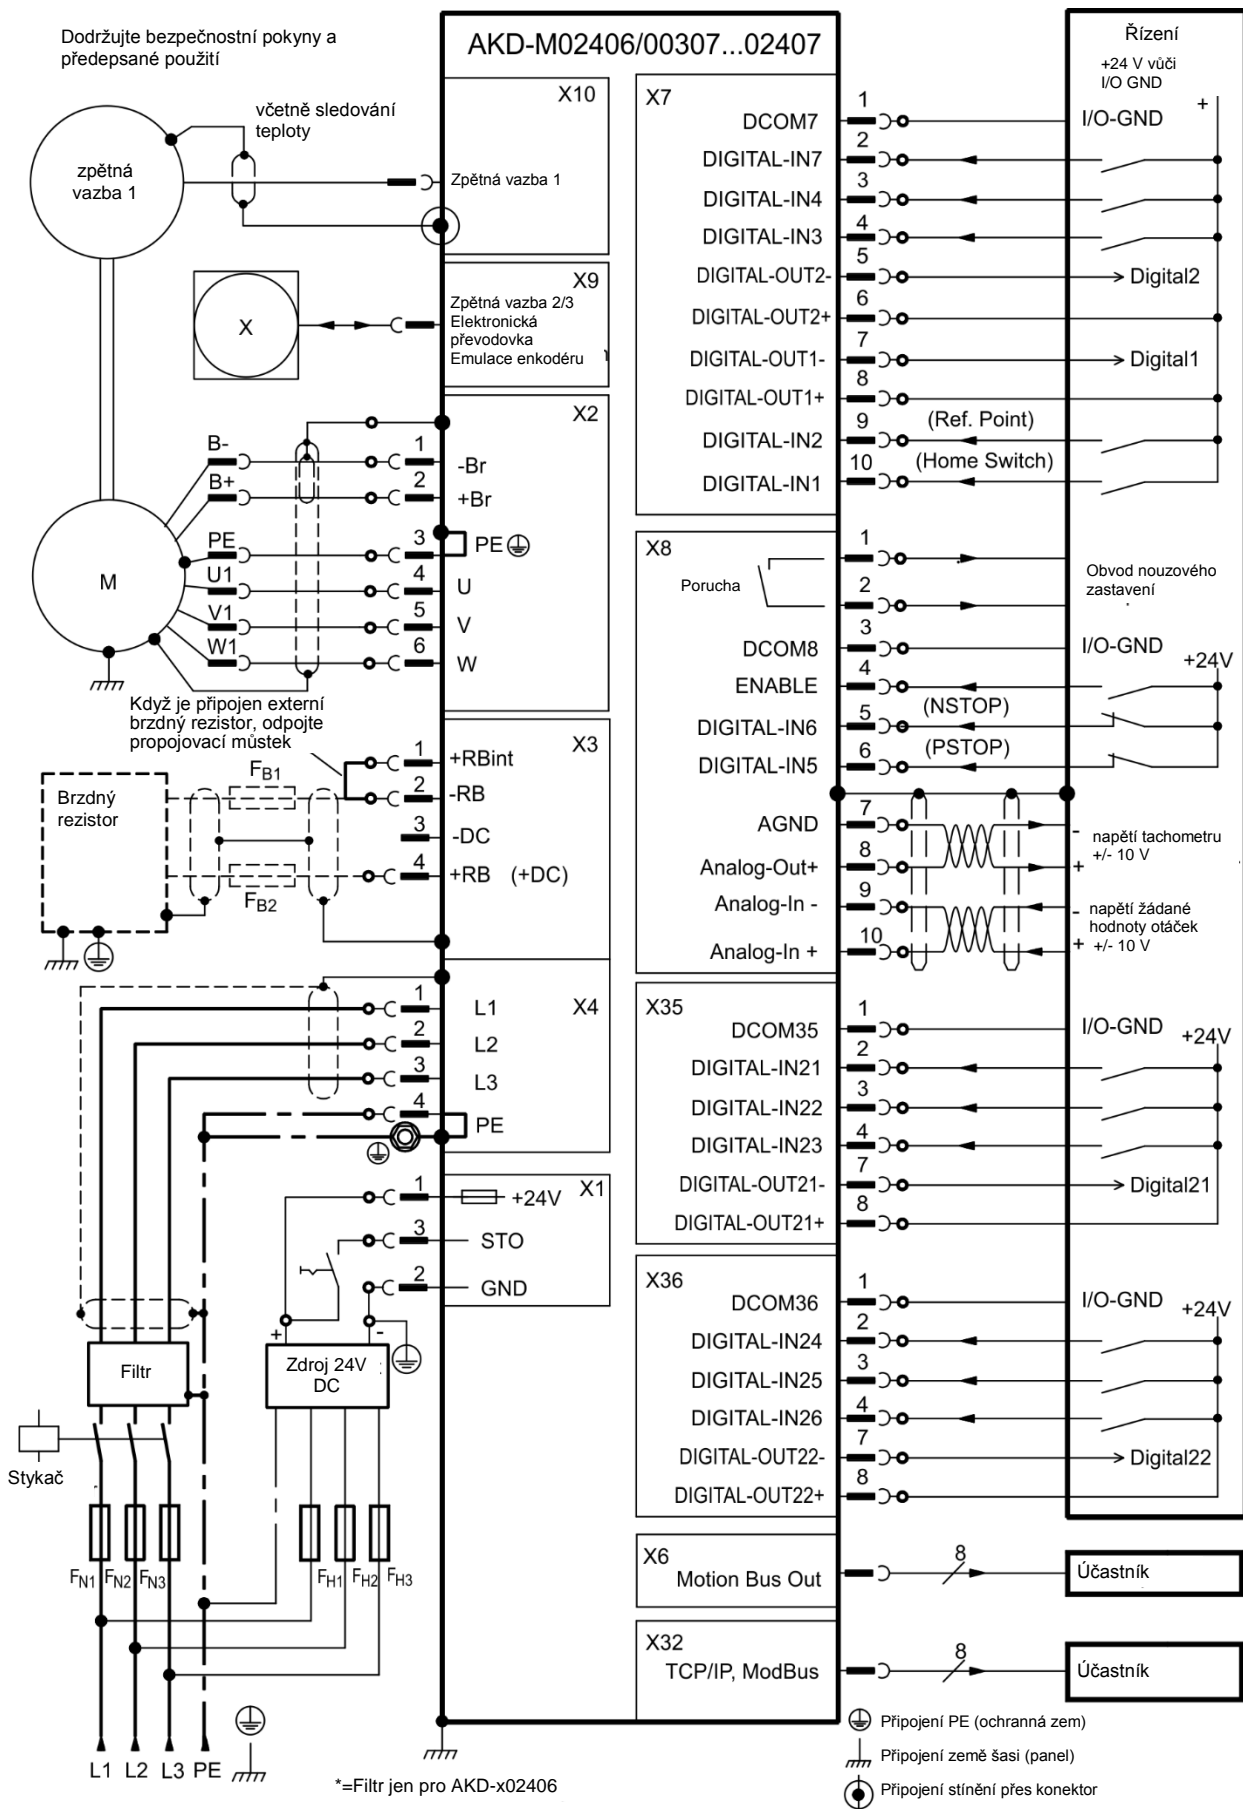 Dodržujte bezpečnostní pokyny a
předepsané použití
AKD-M02406/00307...02407
Řízení
+24 V vůči
I/O GND
+
včetně sledování
teploty
zpětná
vazba 1
X10
Zpětná vazba 1
X9
Zpětná vazba 2/3
Elektronická
převodovka
Emulace enkodéru
X
X2
B-
1
-Br
B+
2
+Br
PE
3
PE
U1
4
U
V1
5
V
W1
6
W
M
Když je připojen externí
brzdný rezistor, odpojte
propojovací můstek
X3
1
+RBint
2
-RB
3
-DC
4
+RB (+DC)
FB1
FB2
Brzdný
rezistor
X4
1
L1
2
L2
3
L3
4
PE
X1
1
+24V
3
STO
2
GND
+
-
Filtr
Zdroj 24V
DC
Stykač
FN1
FN2
FN3
FH1
FH2
FH3
L1
L2
L3
PE
*=Filtr jen pro AKD-x02406
X7
DCOM7
1
I/O-GND
DIGITAL-IN7
2
DIGITAL-IN4
3
DIGITAL-IN3
4
DIGITAL-OUT2-
5
Digital2
DIGITAL-OUT2+
6
DIGITAL-OUT1-
7
Digital1
DIGITAL-OUT1+
8
DIGITAL-IN2
9
(Ref. Point)
DIGITAL-IN1
10
(Home Switch)
X8
Porucha
1
2
Obvod nouzového
zastavení
DCOM8
3
I/O-GND
+24V
ENABLE
4
DIGITAL-IN6
5
(NSTOP)
DIGITAL-IN5
6
(PSTOP)
AGND
7
-
Analog-Out+
8
+
napětí tachometru
+/- 10 V
Analog-In -
9
-
Analog-In +
10
+
napětí žádané
hodnoty otáček
+/- 10 V
X35
DCOM35
1
I/O-GND
+24V
DIGITAL-IN21
2
DIGITAL-IN22
3
DIGITAL-IN23
4
DIGITAL-OUT21-
7
Digital21
DIGITAL-OUT21+
8
X36
DCOM36
1
I/O-GND
+24V
DIGITAL-IN24
2
DIGITAL-IN25
3
DIGITAL-IN26
4
DIGITAL-OUT22-
7
Digital22
DIGITAL-OUT22+
8
X6
Motion Bus Out
8
Účastník
X32
TCP/IP, ModBus
8
Účastník
Připojení PE (ochranná zem)
Připojení země šasi (panel)
Připojení stínění přes konektor